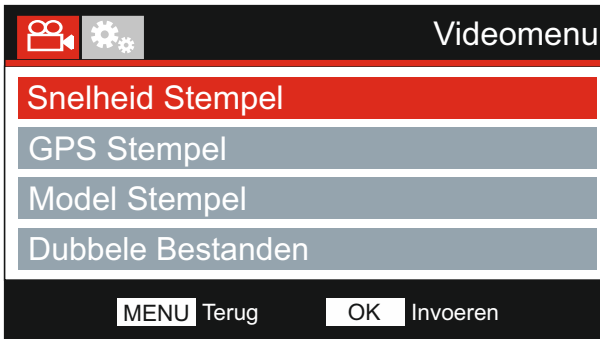 Videomenu
Snelheid Stempel
GPS Stempel
Model Stempel
Dubbele Bestanden
MENU Terug OK Invoeren